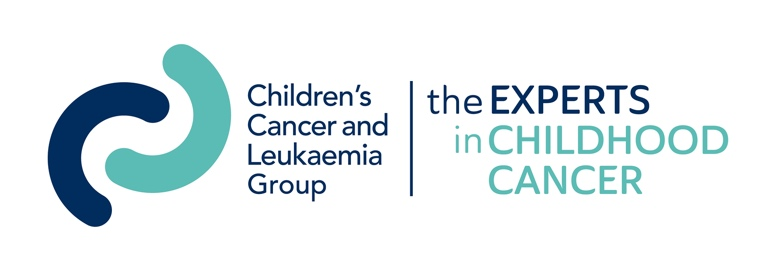 Children's
Cancer and
Leukaemia
Group
the EXPERTS
in CHILDHOOD
CANCER